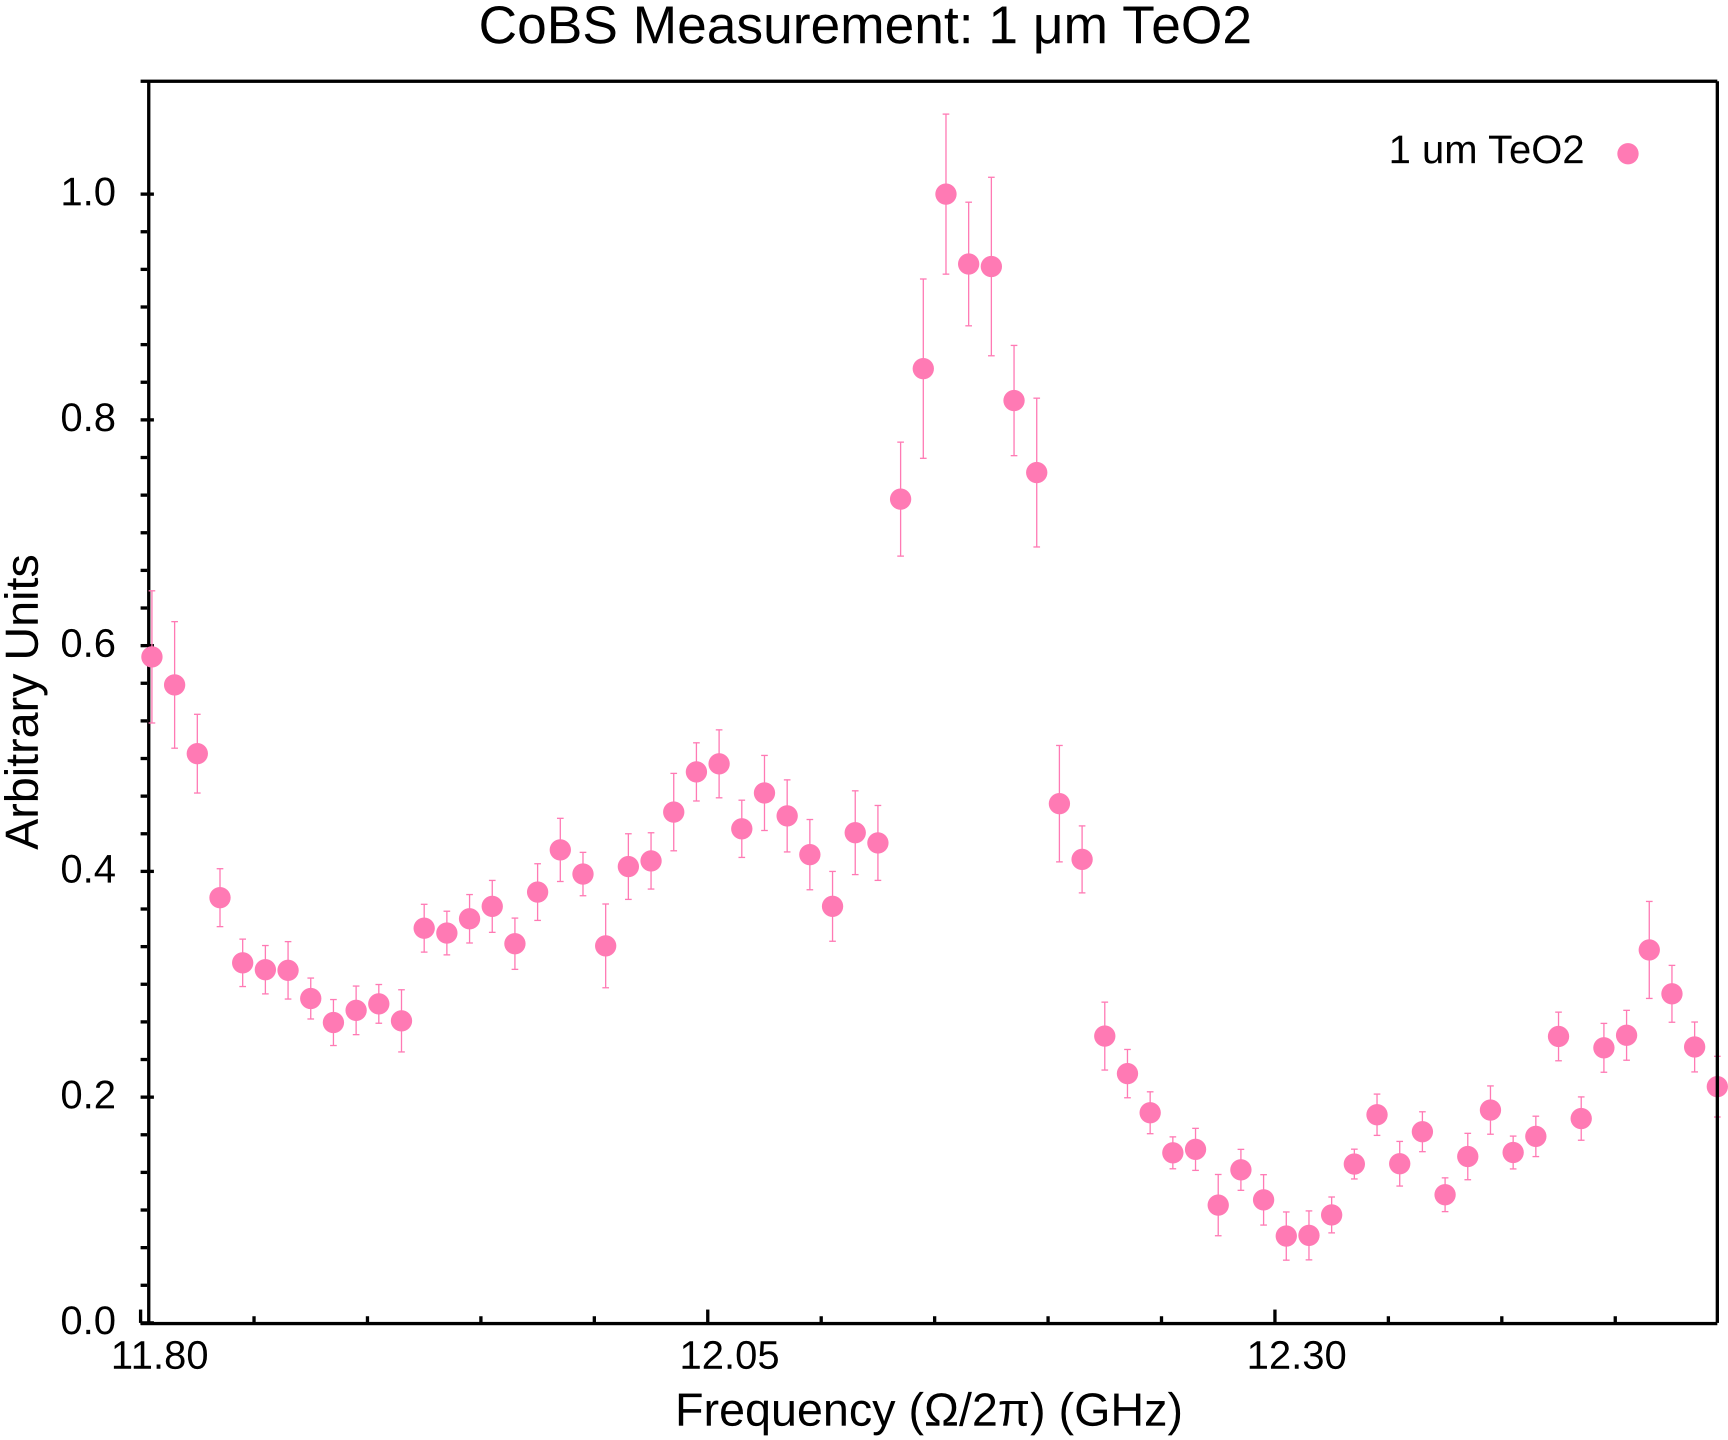 CoBS Measurement: 1 μm TeO2
1 um TeO2
1.0
0.8
0.6
0.4
0.2
0.0
Arbitrary Units
11.80 12.05 12.30
Frequency (Ω/2π) (GHz)